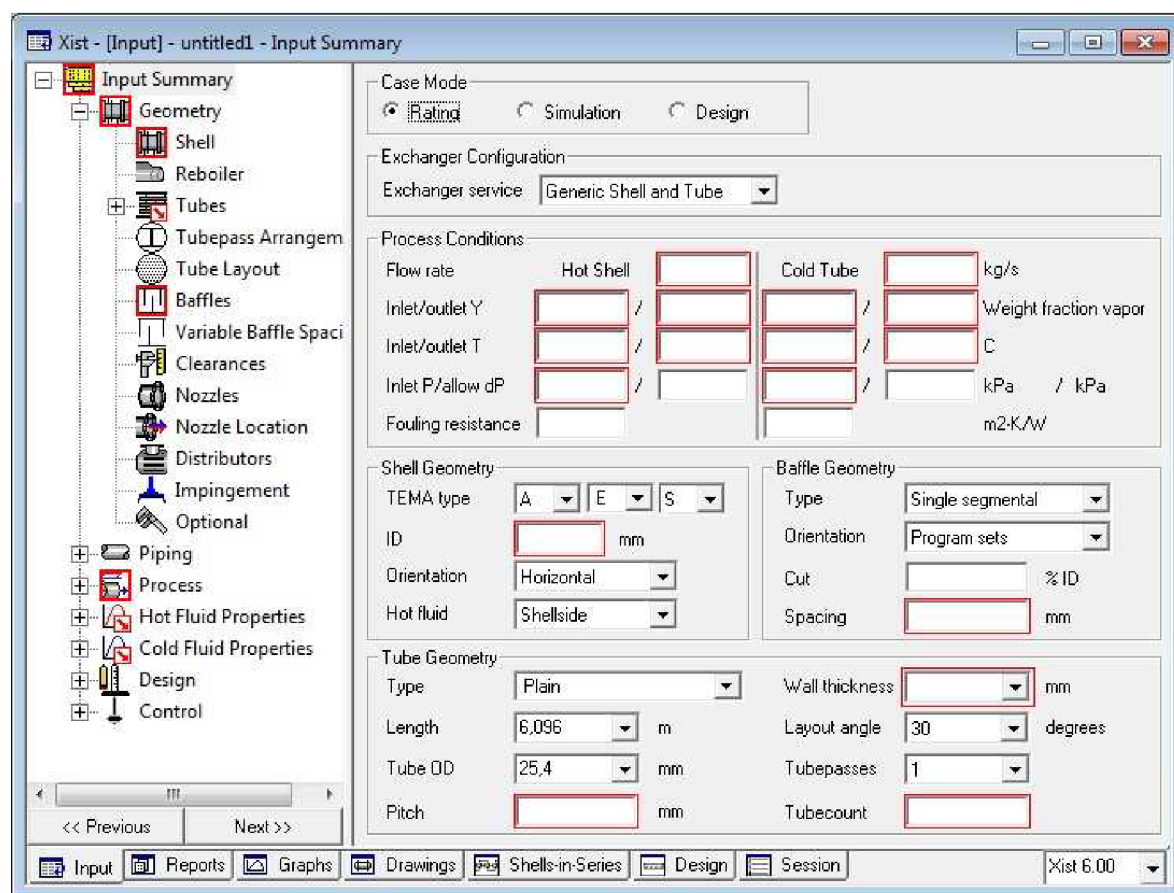 Xist - [Input] - untitled1 - Input Summary
Input Summary
Geometry
Shell
Reboiler
Tubes
Tubepass Arrangem
Tube Layout
Baffles
Variable Baffle Spaci
Clearances
Nozzles
Nozzle Location
Distributors
Impingement
Optional
Piping
Process
Hot Fluid Properties
Cold Fluid Properties
Design
Control
<< Previous Next >>
Case Mode
Rating Simulation Design
Exchanger Configuration
Exchanger service Generic Shell and Tube
Process Conditions
Flow rate Hot Shell Cold Tube kg/s
Inlet/outlet Y / / Weight fraction vapor
Inlet/outlet T / / C
Inlet P/allow dP / / kPa / kPa
Fouling resistance m2-K/W
Shell Geometry
TEMA type A E S
ID mm
Orientation Horizontal
Hot fluid Shellside
Baffle Geometry
Type Single segmental
Orientation Program sets
Cut % ID
Spacing mm
Tube Geometry
Type Plain Wall thickness mm
Length 6,096 m Layout angle 30 degrees
Tube OD 25,4 mm Tubepasses 1
Pitch mm Tubecount
Input Reports Graphs Drawings Shells-in-Series Design Session Xist 6.00